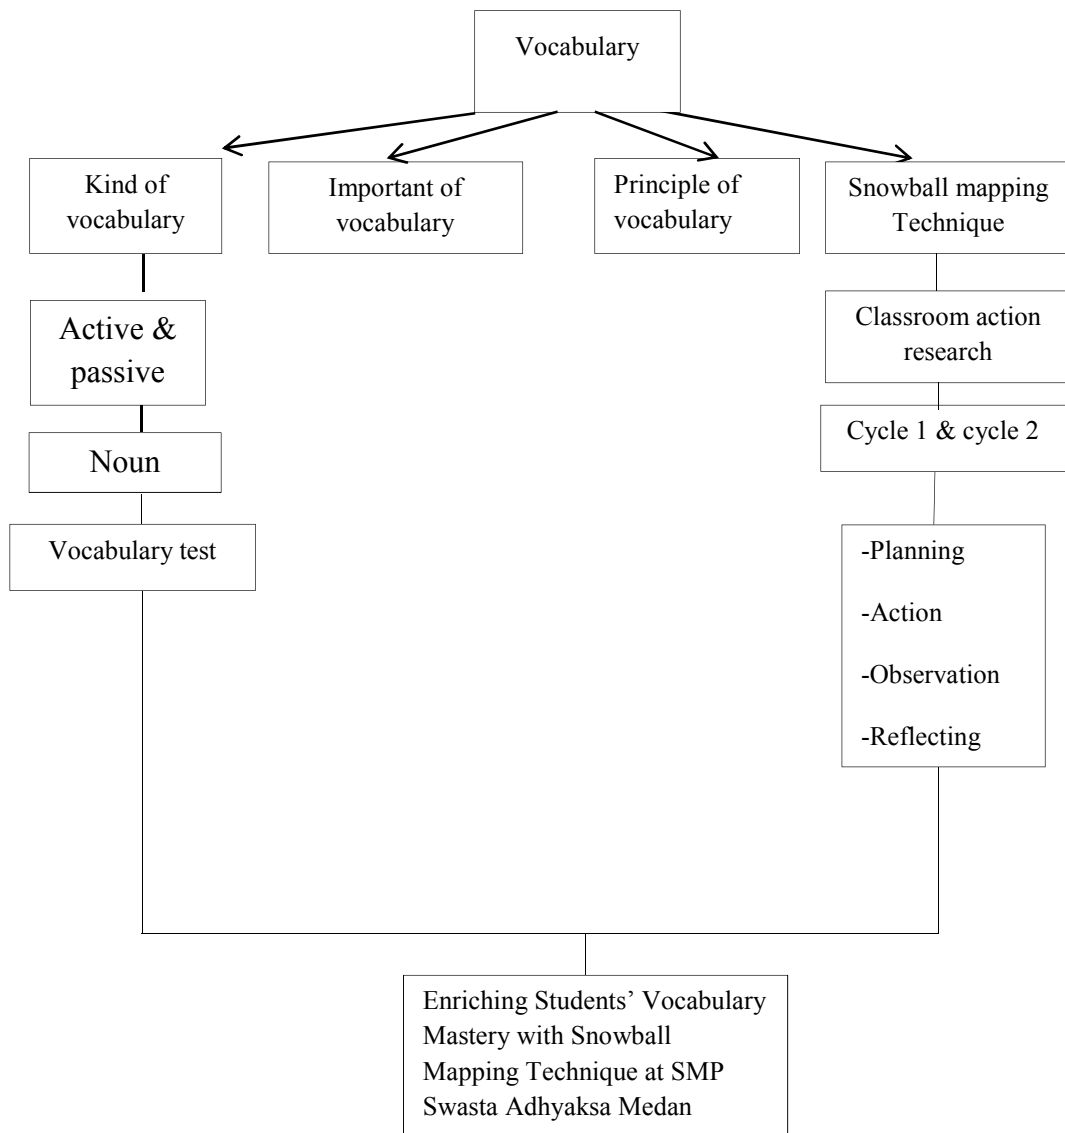 Vocabulary
Kind of
vocabulary
Important of
vocabulary
Principle of
vocabulary
Snowball mapping
Technique
Active &
passive
Classroom action
research
Noun
Cycle 1 & cycle 2
Vocabulary test
-Planning
-Action
-Observation
-Reflecting
Enriching Students’ Vocabulary
Mastery with Snowball
Mapping Technique at SMP
Swasta Adhyaksa Medan